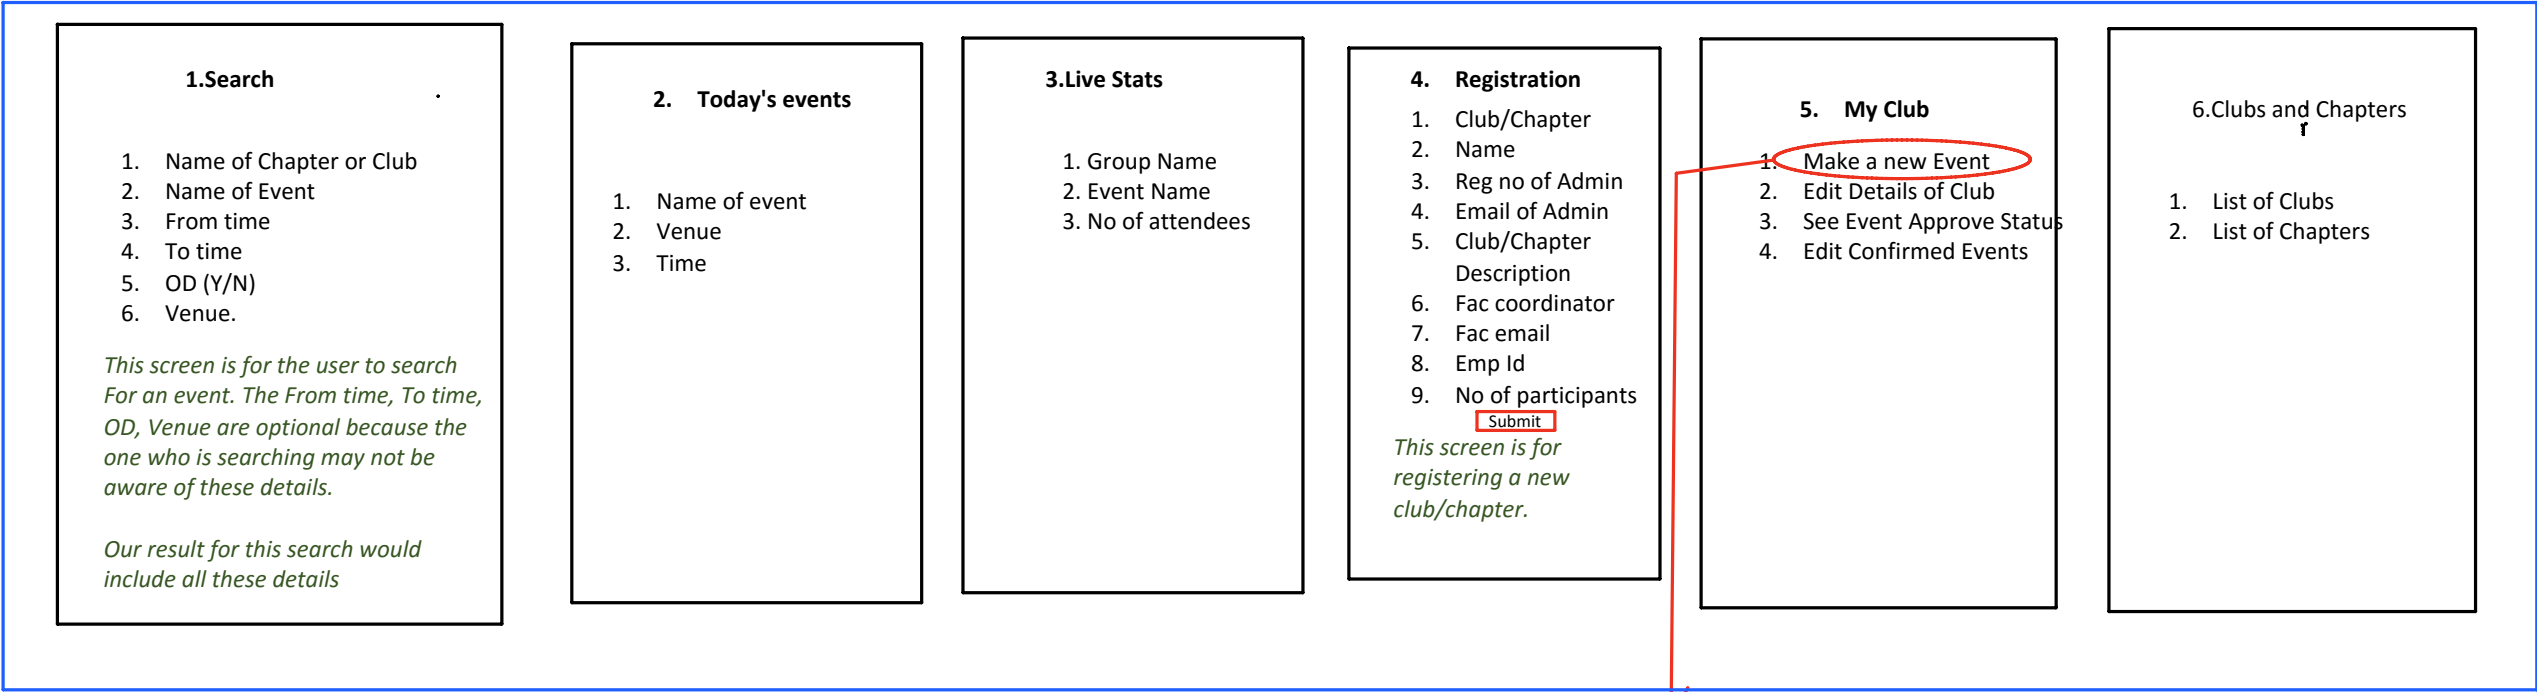 1.Search
1. Name of Chapter or Club
2. Name of Event
3. From time
4. To time
5. OD (Y/N)
6. Venue.
This screen is for the user to search
For an event. The From time, To time,
OD, Venue are optional because the
one who is searching may not be
aware of these details.
Our result for this search would
include all these details
2. Today's events
1. Name of event
2. Venue
3. Time
3.Live Stats
1. Group Name
2. Event Name
3. No of attendees
4. Registration
1. Club/Chapter
2. Name
3. Reg no of Admin
4. Email of Admin
5. Club/Chapter
Description
6. Fac coordinator
7. Fac email
8. Emp Id
9. No of participants
Submit
This screen is for
registering a new
club/chapter.
5. My Club
1. Make a new Event
2. Edit Details of Club
3. See Event Approve Status
4. Edit Confirmed Events
6.Clubs and Chapters
1. List of Clubs
2. List of Chapters